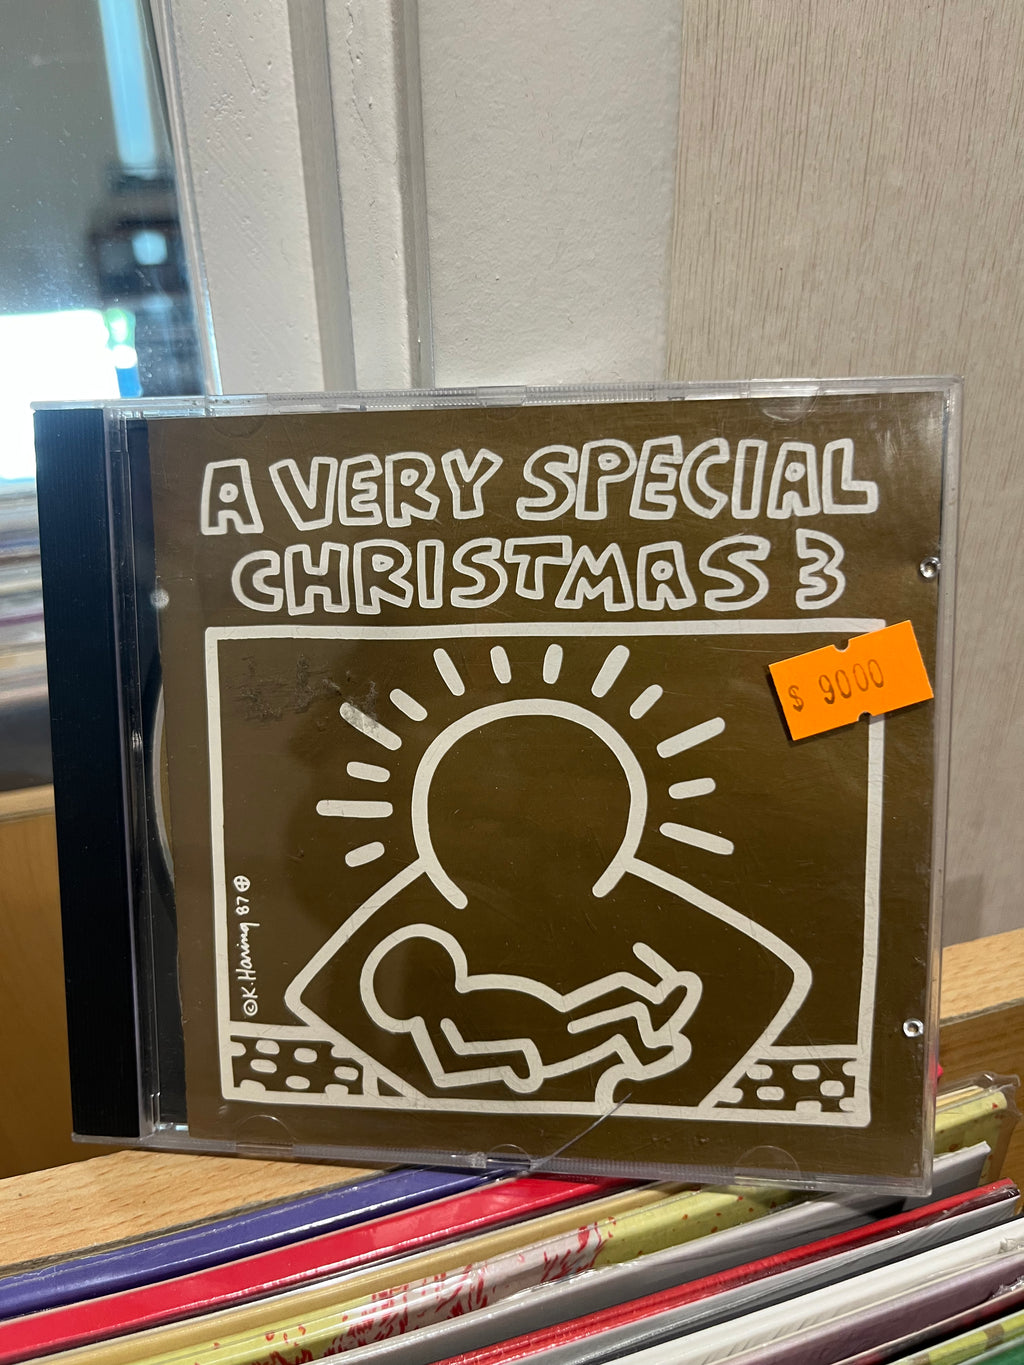 A VERY SPECIAL
CHRISTMAS 3
$ 9000
©K. Haring 87